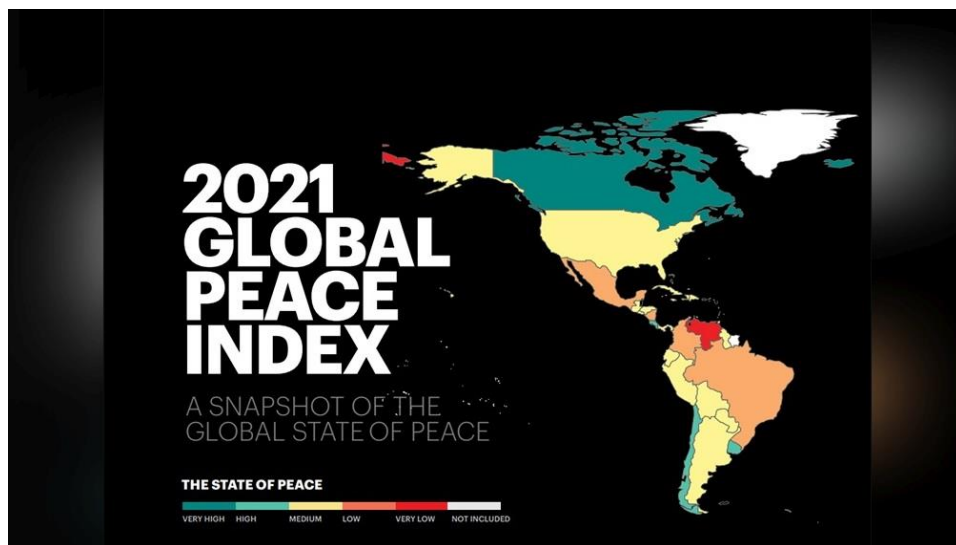 2021
GLOBAL
PEACE
INDEX
A SNAPSHOT OF THE
GLOBAL STATE OF PEACE
THE STATE OF PEACE
VERY HIGH HIGH MEDIUM LOW VERY LOW NOT INCLUDED